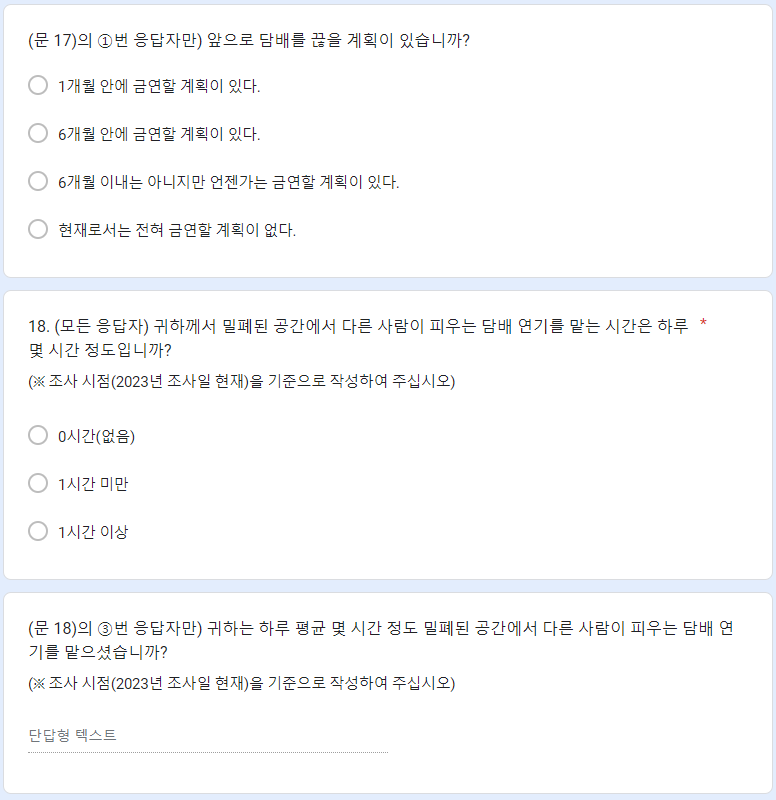 (문 17)의 ①번 응답자만) 앞으로 담배를 끊을 계획이 있습니까?
1개월 안에 금연할 계획이 있다.
6개월 안에 금연할 계획이 있다.
6개월 이내는 아니지만 언젠가는 금연할 계획이 있다.
현재로서는 전혀 금연할 계획이 없다.
18. (모든 응답자) 귀하께서 밀폐된 공간에서 다른 사람이 피우는 담배 연기를 맡는 시간은 하루 *
몇 시간 정도입니까?
(※ 조사 시점(2023년 조사일 현재)을 기준으로 작성하여 주십시오)
0시간(없음)
1시간 미만
1시간 이상
(문 18)의 ③번 응답자만) 귀하는 하루 평균 몇 시간 정도 밀폐된 공간에서 다른 사람이 피우는 담배 연
기를 맡으셨습니까?
(※ 조사 시점(2023년 조사일 현재)을 기준으로 작성하여 주십시오)
단답형 텍스트